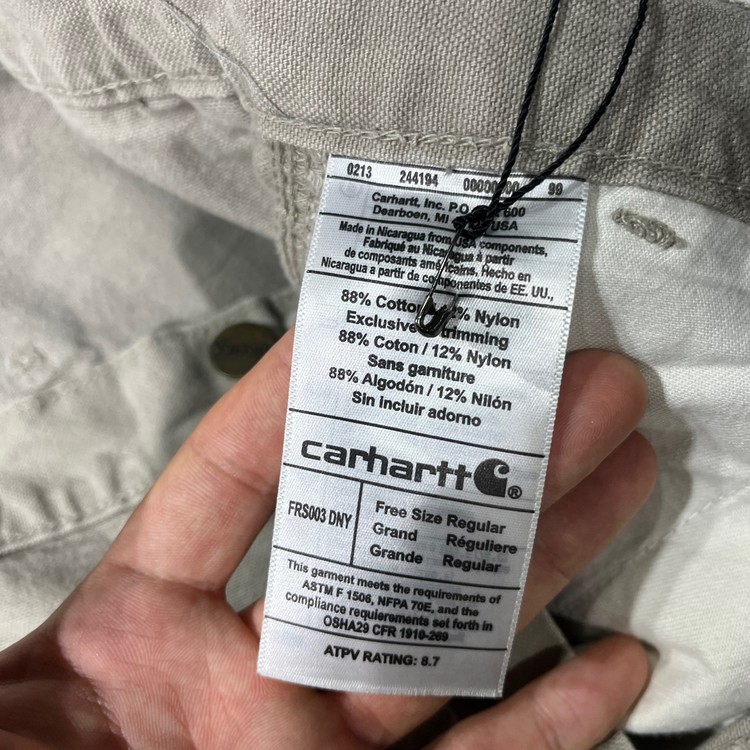 0213 244194 99
Carhartt, Inc. P.O. 600
Dearboen, MI USA
Made in Nicaragua from USA components,
Fabriqué au Nicaragua à partir
de composants américains, Hecho en
Nicaragua a partir de componentes de EE. UU.,
88% Cotton 12% Nylon
Exclusive trimming
88% Coton / 12% Nylon
Sans garniture
88% Algodón / 12% Nilón
Sin incluir adorno
carhartt ®
FRS003 DNY
Free Size Regular
Grand Réguliere
Grande Regular
This garment meets the requirements of
ASTM F 1506, NFPA 70E, and the
compliance requierements set forth in
OSHA29 CFR 1910-269
ATPV RATING: 8.7